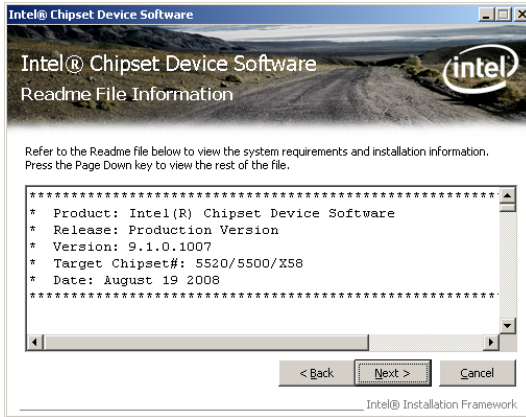 Intel® Chipset Device Software
Intel® Chipset Device Software
intel
Readme File Information
Refer to the Readme file below to view the system requirements and installation information.
Press the Page Down key to view the rest of the file.
*********************************************************
* Product: Intel(R) Chipset Device Software
* Release: Production Version
* Version: 9.1.0.1007
* Target Chipset#: 5520/5500/X58
* Date: August 19 2008
*********************************************************
< Back Next > Cancel
Intel® Installation Framework